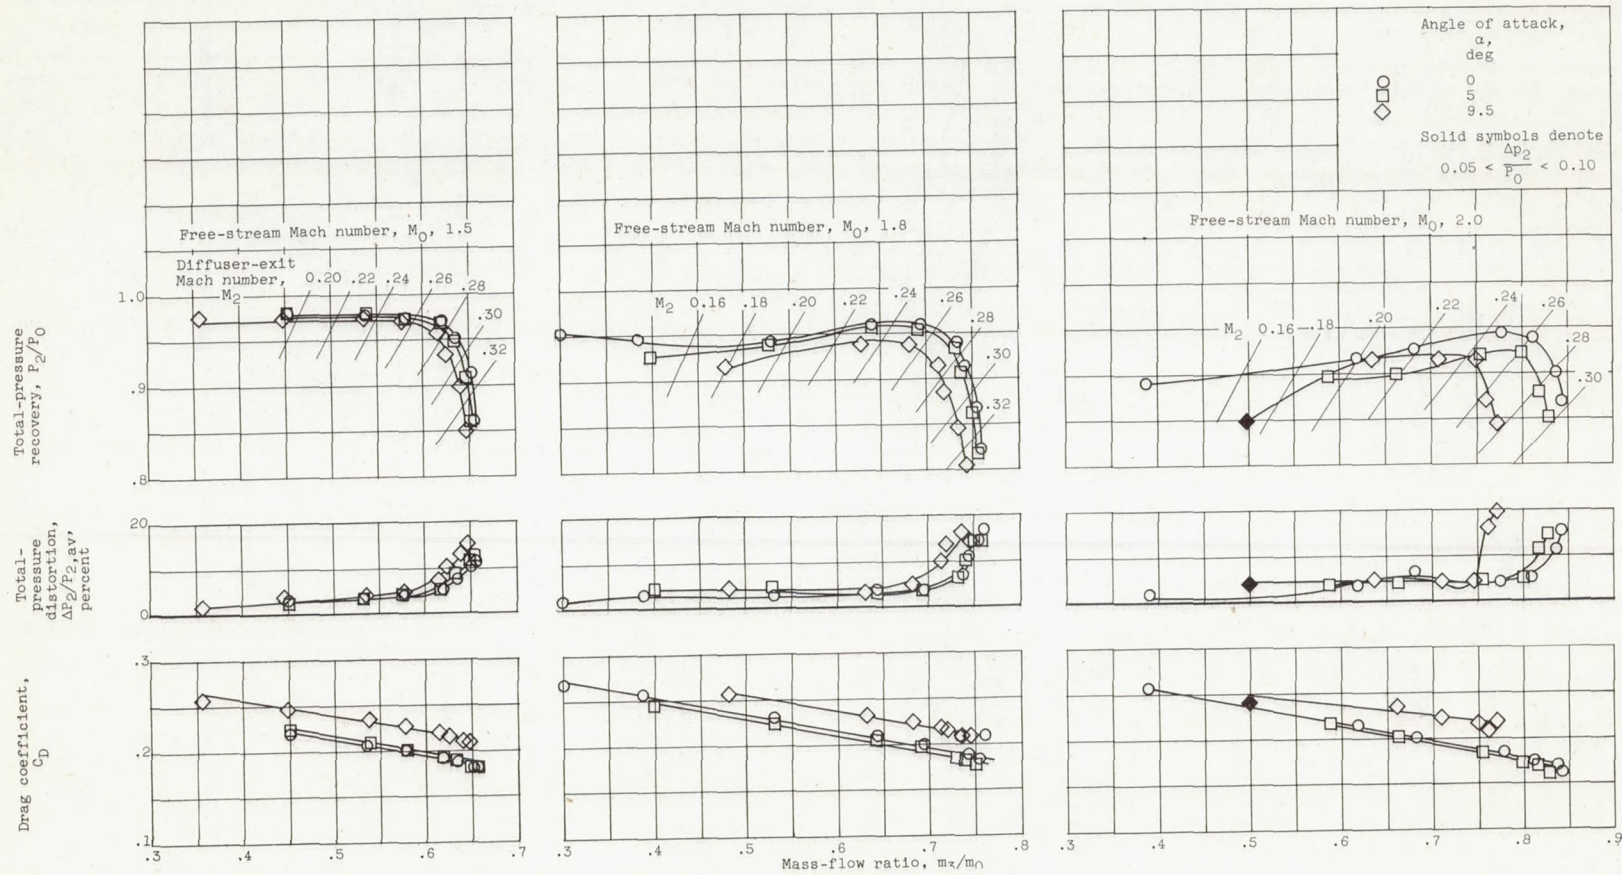 Angle of attack,
α,
deg
0
5
9.5
Solid symbols denote
0.05 < Δp2/P0 < 0.10
Free-stream Mach number, M0, 1.5
Free-stream Mach number, M0, 1.8
Free-stream Mach number, M0, 2.0
Diffuser-exit
Mach number,
M2
0.20 .22 .24 .26 .28 .30 .32
M2 0.16 .18 .20 .22 .24 .26 .28 .30 .32
M2 0.16 .18 .20 .22 .24 .26 .28 .30
Total-pressure
recovery, P2/P0
1.0
.9
.8
Total-
pressure
distortion,
ΔP2/P2,av,
percent
20
10
0
Drag coefficient,
CD
.3
.2
.1
.3 .4 .5 .6 .7
.3 .4 .5 .6 .7 .8
.3 .4 .5 .6 .7 .8 .9
Mass-flow ratio, m3/m0